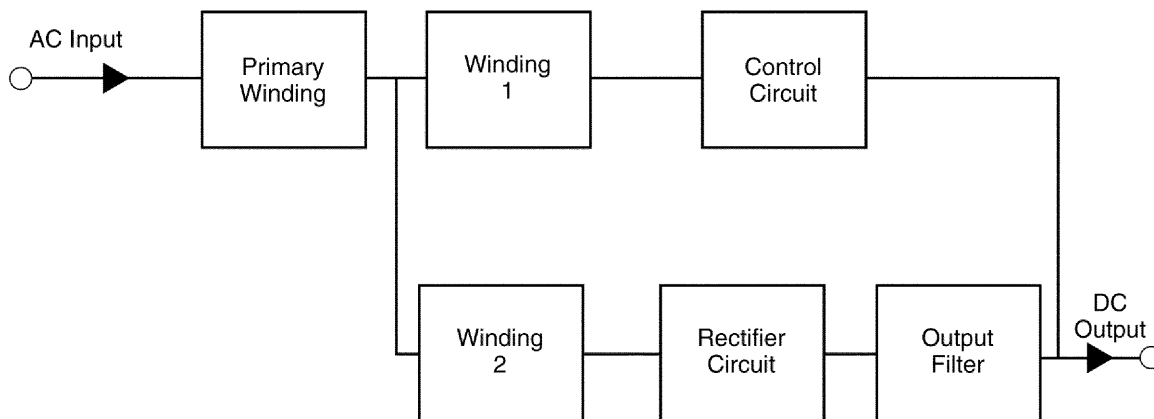 AC Input
Primary
Winding
Winding
1
Control
Circuit
Winding
2
Rectifier
Circuit
Output
Filter
DC
Output